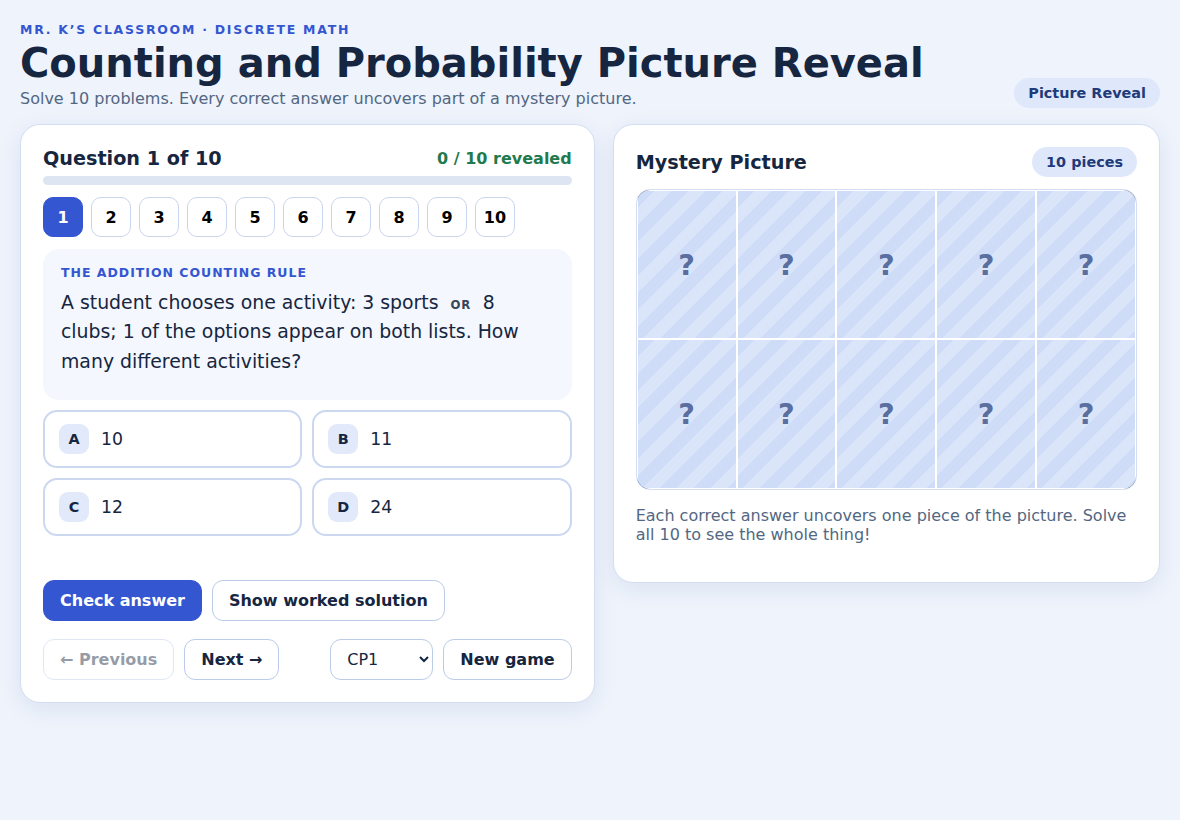 MR. K’S CLASSROOM · DISCRETE MATH
Counting and Probability Picture Reveal
Solve 10 problems. Every correct answer uncovers part of a mystery picture.
Picture Reveal
Question 1 of 10
0 / 10 revealed
1 2 3 4 5 6 7 8 9 10
THE ADDITION COUNTING RULE
A student chooses one activity: 3 sports OR 8
clubs; 1 of the options appear on both lists. How
many different activities?
A 10
B 11
C 12
D 24
Check answer
Show worked solution
← Previous
Next →
CP1
New game
Mystery Picture
10 pieces
? ? ? ? ?
? ? ? ? ?
Each correct answer uncovers one piece of the picture. Solve
all 10 to see the whole thing!